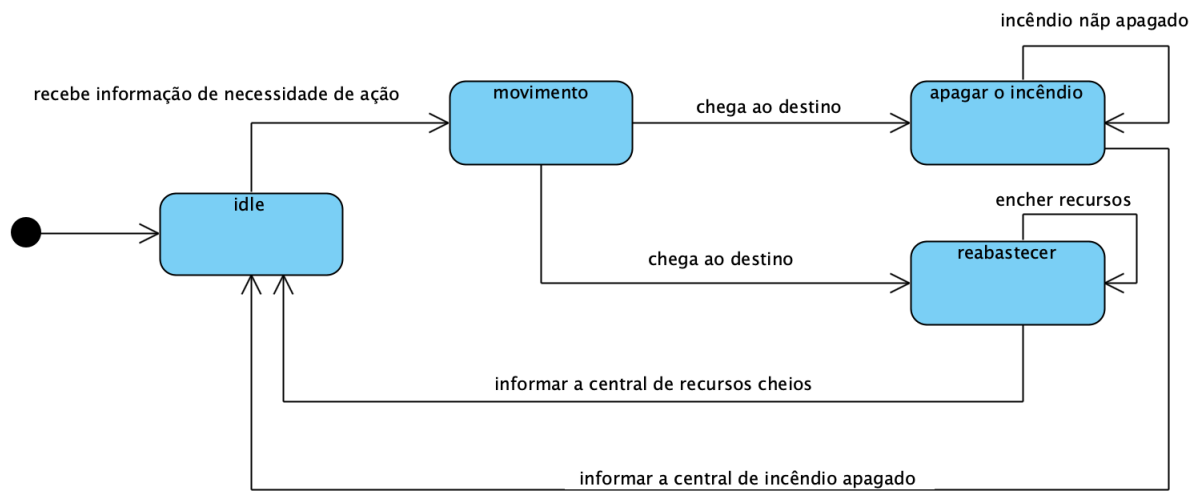 incêndio nãp apagado
recebe informação de necessidade de ação
movimento
chega ao destino
apagar o incêndio
idle
encher recursos
chega ao destino
reabastecer
informar a central de recursos cheios
informar a central de incêndio apagado